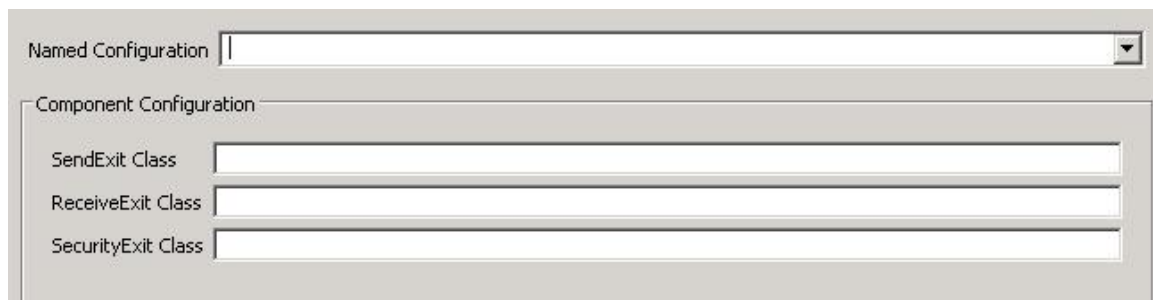 Named Configuration
Component Configuration
SendExit Class
ReceiveExit Class
SecurityExit Class